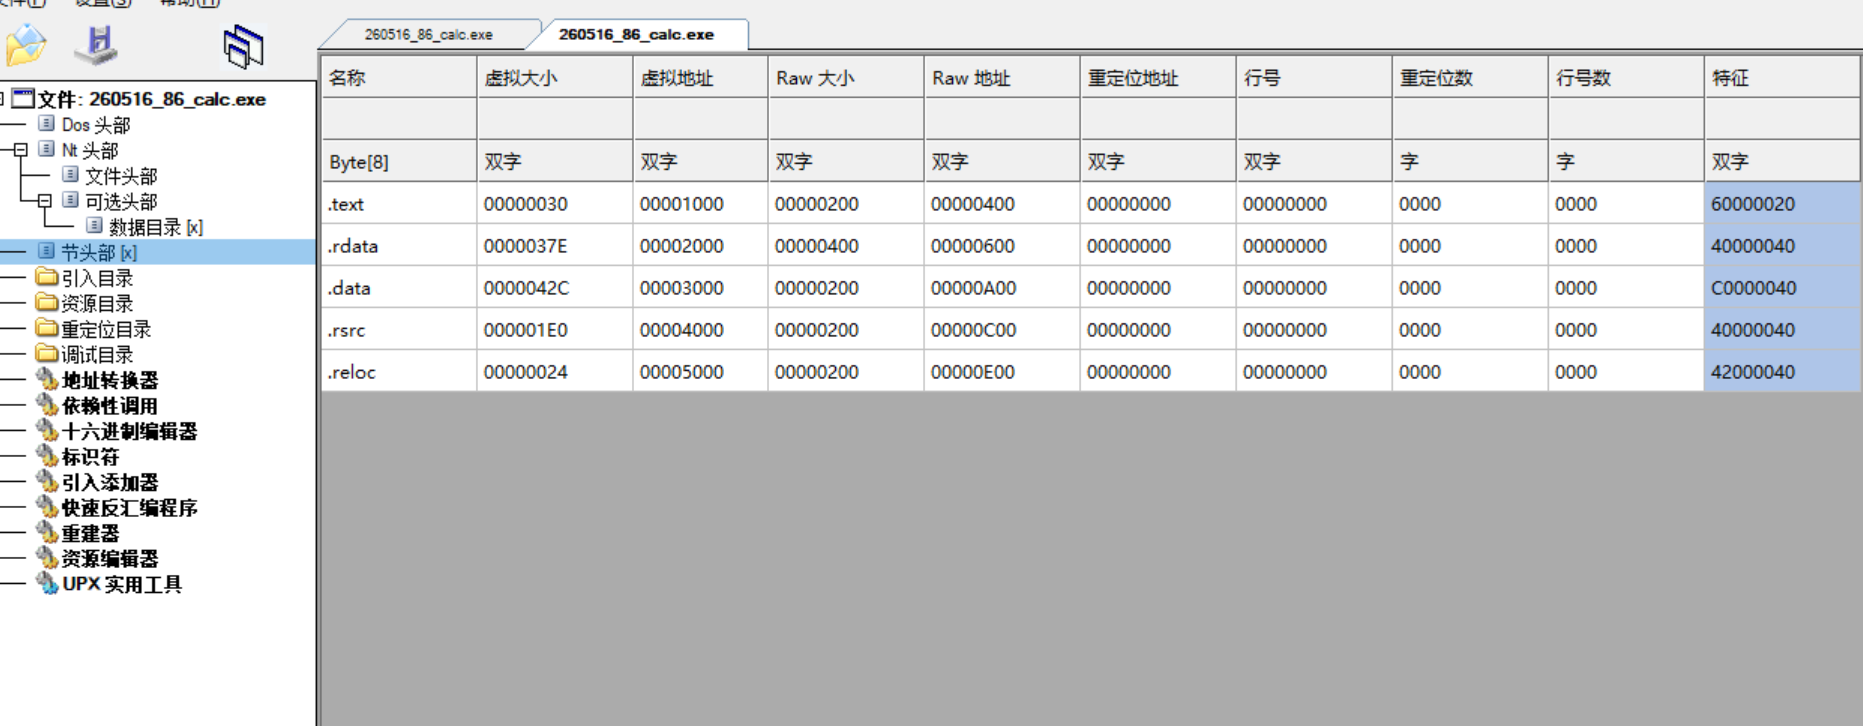 文件(F) 设置(S) 帮助(H)
260516_86_calc.exe 260516_86_calc.exe
文件: 260516_86_calc.exe
Dos 头部
Nt 头部
文件头部
可选头部
数据目录 [x]
节头部 [x]
引入目录
资源目录
重定位目录
调试目录
地址转换器
依赖性调用
十六进制编辑器
标识符
引入添加器
快速反汇编程序
重建器
资源编辑器
UPX 实用工具
名称 虚拟大小 虚拟地址 Raw 大小 Raw 地址 重定位地址 行号 重定位数 行号数 特征
Byte[8] 双字 双字 双字 双字 双字 双字 字 字 双字
.text 00000030 00001000 00000200 00000400 00000000 00000000 0000 0000 60000020
.rdata 0000037E 00002000 00000400 00000600 00000000 00000000 0000 0000 40000040
.data 0000042C 00003000 00000200 00000A00 00000000 00000000 0000 0000 C0000040
.rsrc 000001E0 00004000 00000200 00000C00 00000000 00000000 0000 0000 40000040
.reloc 00000024 00005000 00000200 00000E00 00000000 00000000 0000 0000 42000040